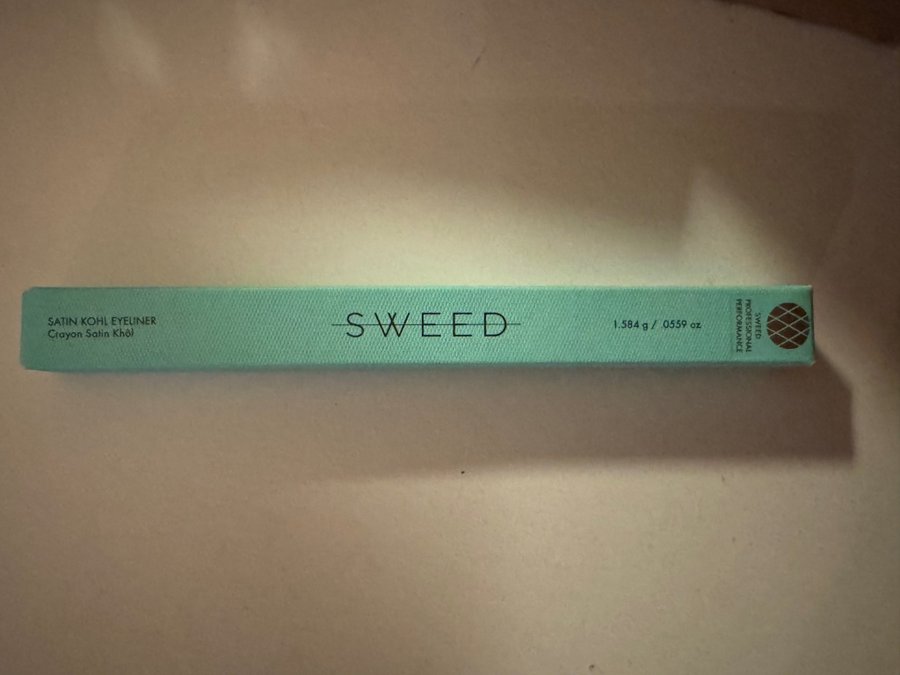 SATIN KOHL EYELINER
Crayon Satin Khôl
SWEED
1.584 g / .0559 oz
SWEED
PROFESSIONAL
PERFORMANCE